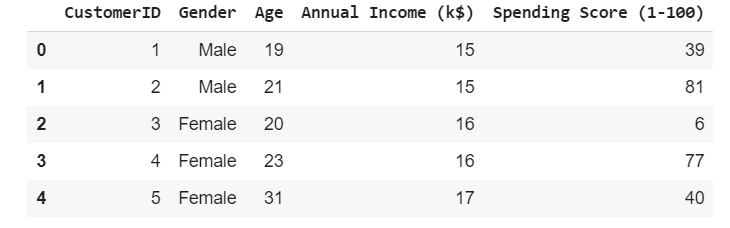 CustomerID Gender Age Annual Income (k$) Spending Score (1-100)
0 1 Male 19 15 39
1 2 Male 21 15 81
2 3 Female 20 16 6
3 4 Female 23 16 77
4 5 Female 31 17 40